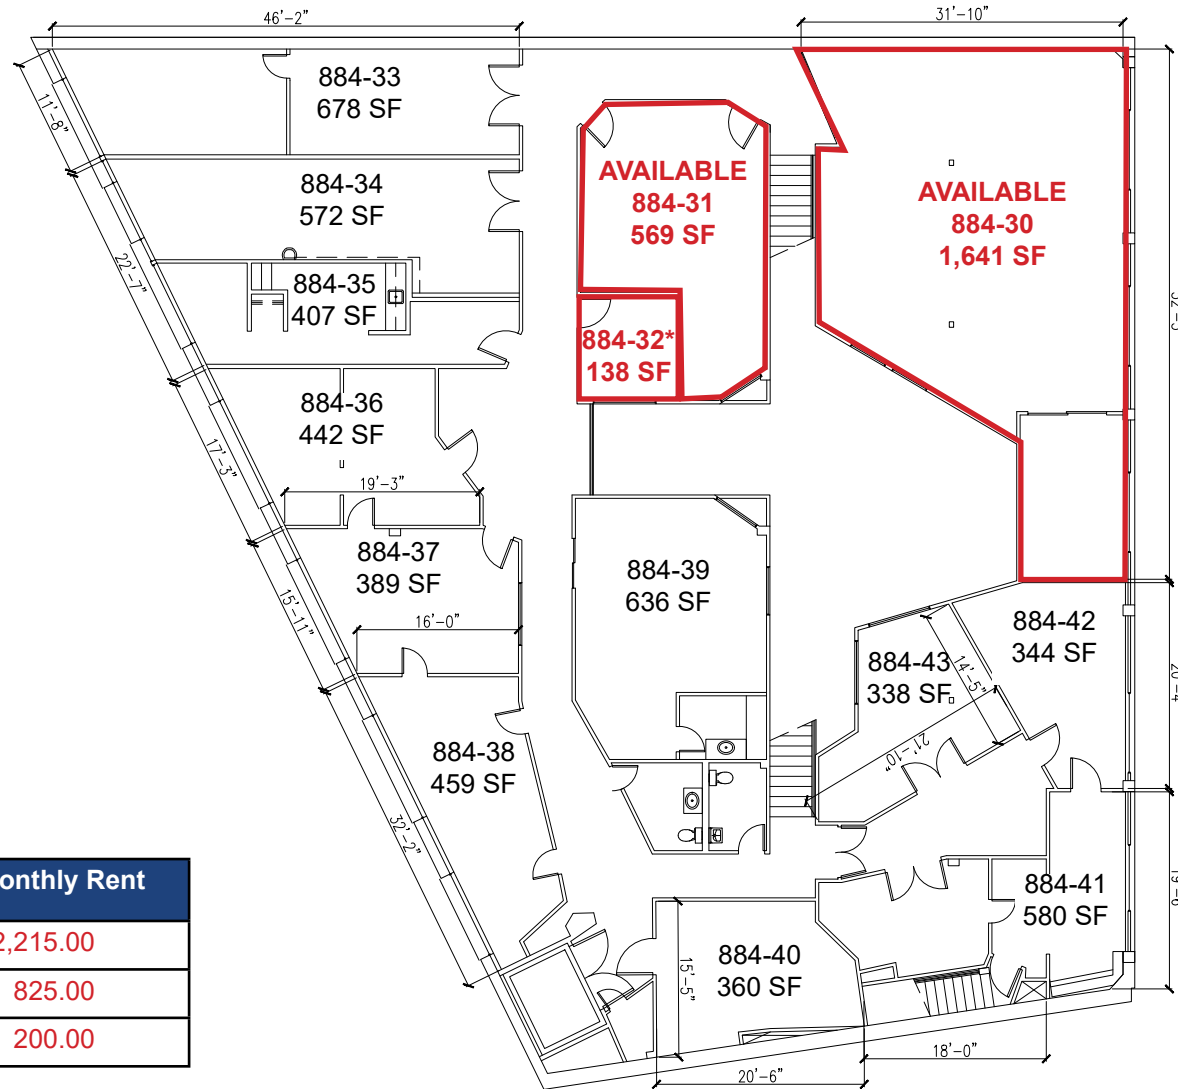 46'-2"
31'-10"
11'-8"
884-33
678 SF
884-34
572 SF
AVAILABLE
884-31
569 SF
AVAILABLE
884-30
1,641 SF
22'-7"
884-35
407 SF
884-32*
138 SF
884-36
442 SF
17'-3"
19'-3"
884-37
389 SF
884-39
636 SF
15'-11"
16'-0"
884-42
344 SF
884-43
338 SF
14'-5"
21'-10"
884-38
459 SF
32'-2"
884-41
580 SF
884-40
360 SF
15'-5"
18'-0"
20'-6"
Rent
,215.00
825.00
200.00